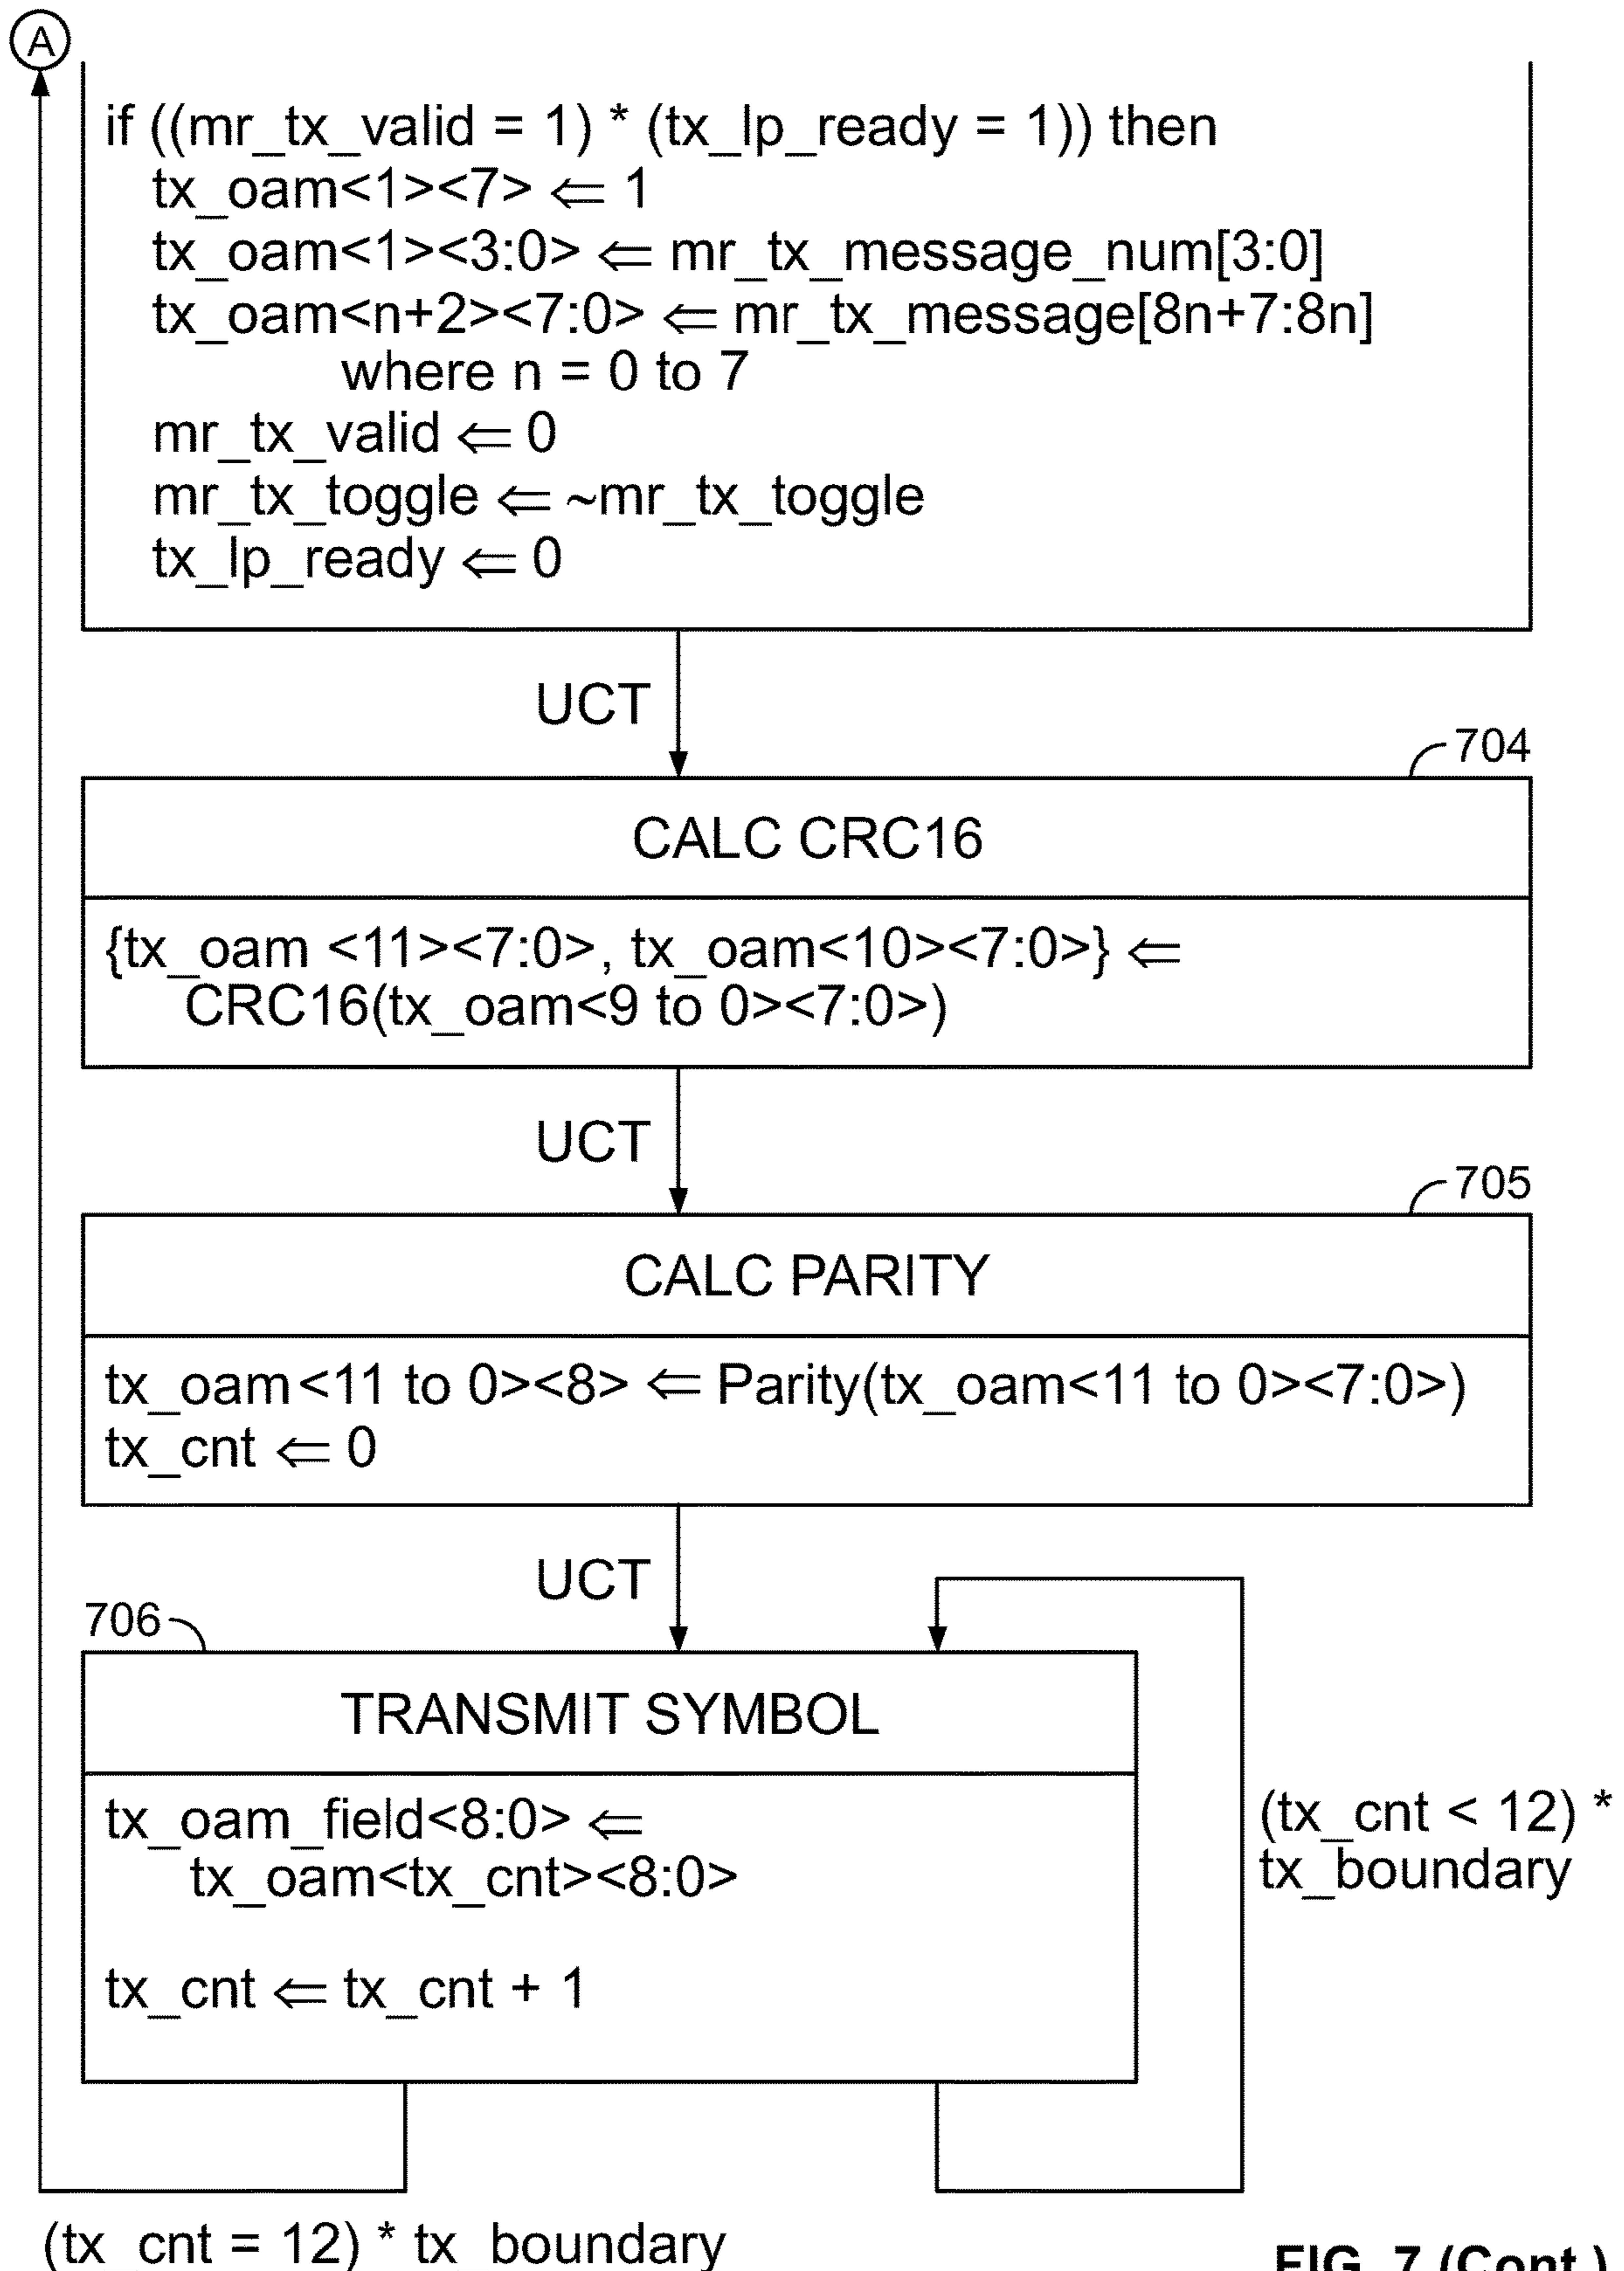 A
if ((mr_tx_valid = 1) * (tx_lp_ready = 1)) then
tx_oam<1><7> ⇐ 1
tx_oam<1><3:0> ⇐ mr_tx_message_num[3:0]
tx_oam<n+2><7:0> ⇐ mr_tx_message[8n+7:8n]
where n = 0 to 7
mr_tx_valid ⇐ 0
mr_tx_toggle ⇐ ~mr_tx_toggle
tx_lp_ready ⇐ 0
UCT
704
CALC CRC16
{tx_oam <11><7:0>, tx_oam<10><7:0>} ⇐
CRC16(tx_oam<9 to 0><7:0>)
UCT
705
CALC PARITY
tx_oam<11 to 0><8> ⇐ Parity(tx_oam<11 to 0><7:0>)
tx_cnt ⇐ 0
UCT
706
TRANSMIT SYMBOL
tx_oam_field<8:0> ⇐
tx_oam<tx_cnt><8:0>
tx_cnt ⇐ tx_cnt + 1
(tx_cnt < 12) *
tx_boundary
(tx_cnt = 12) * tx_boundary
FIG. 7 (Cont.)